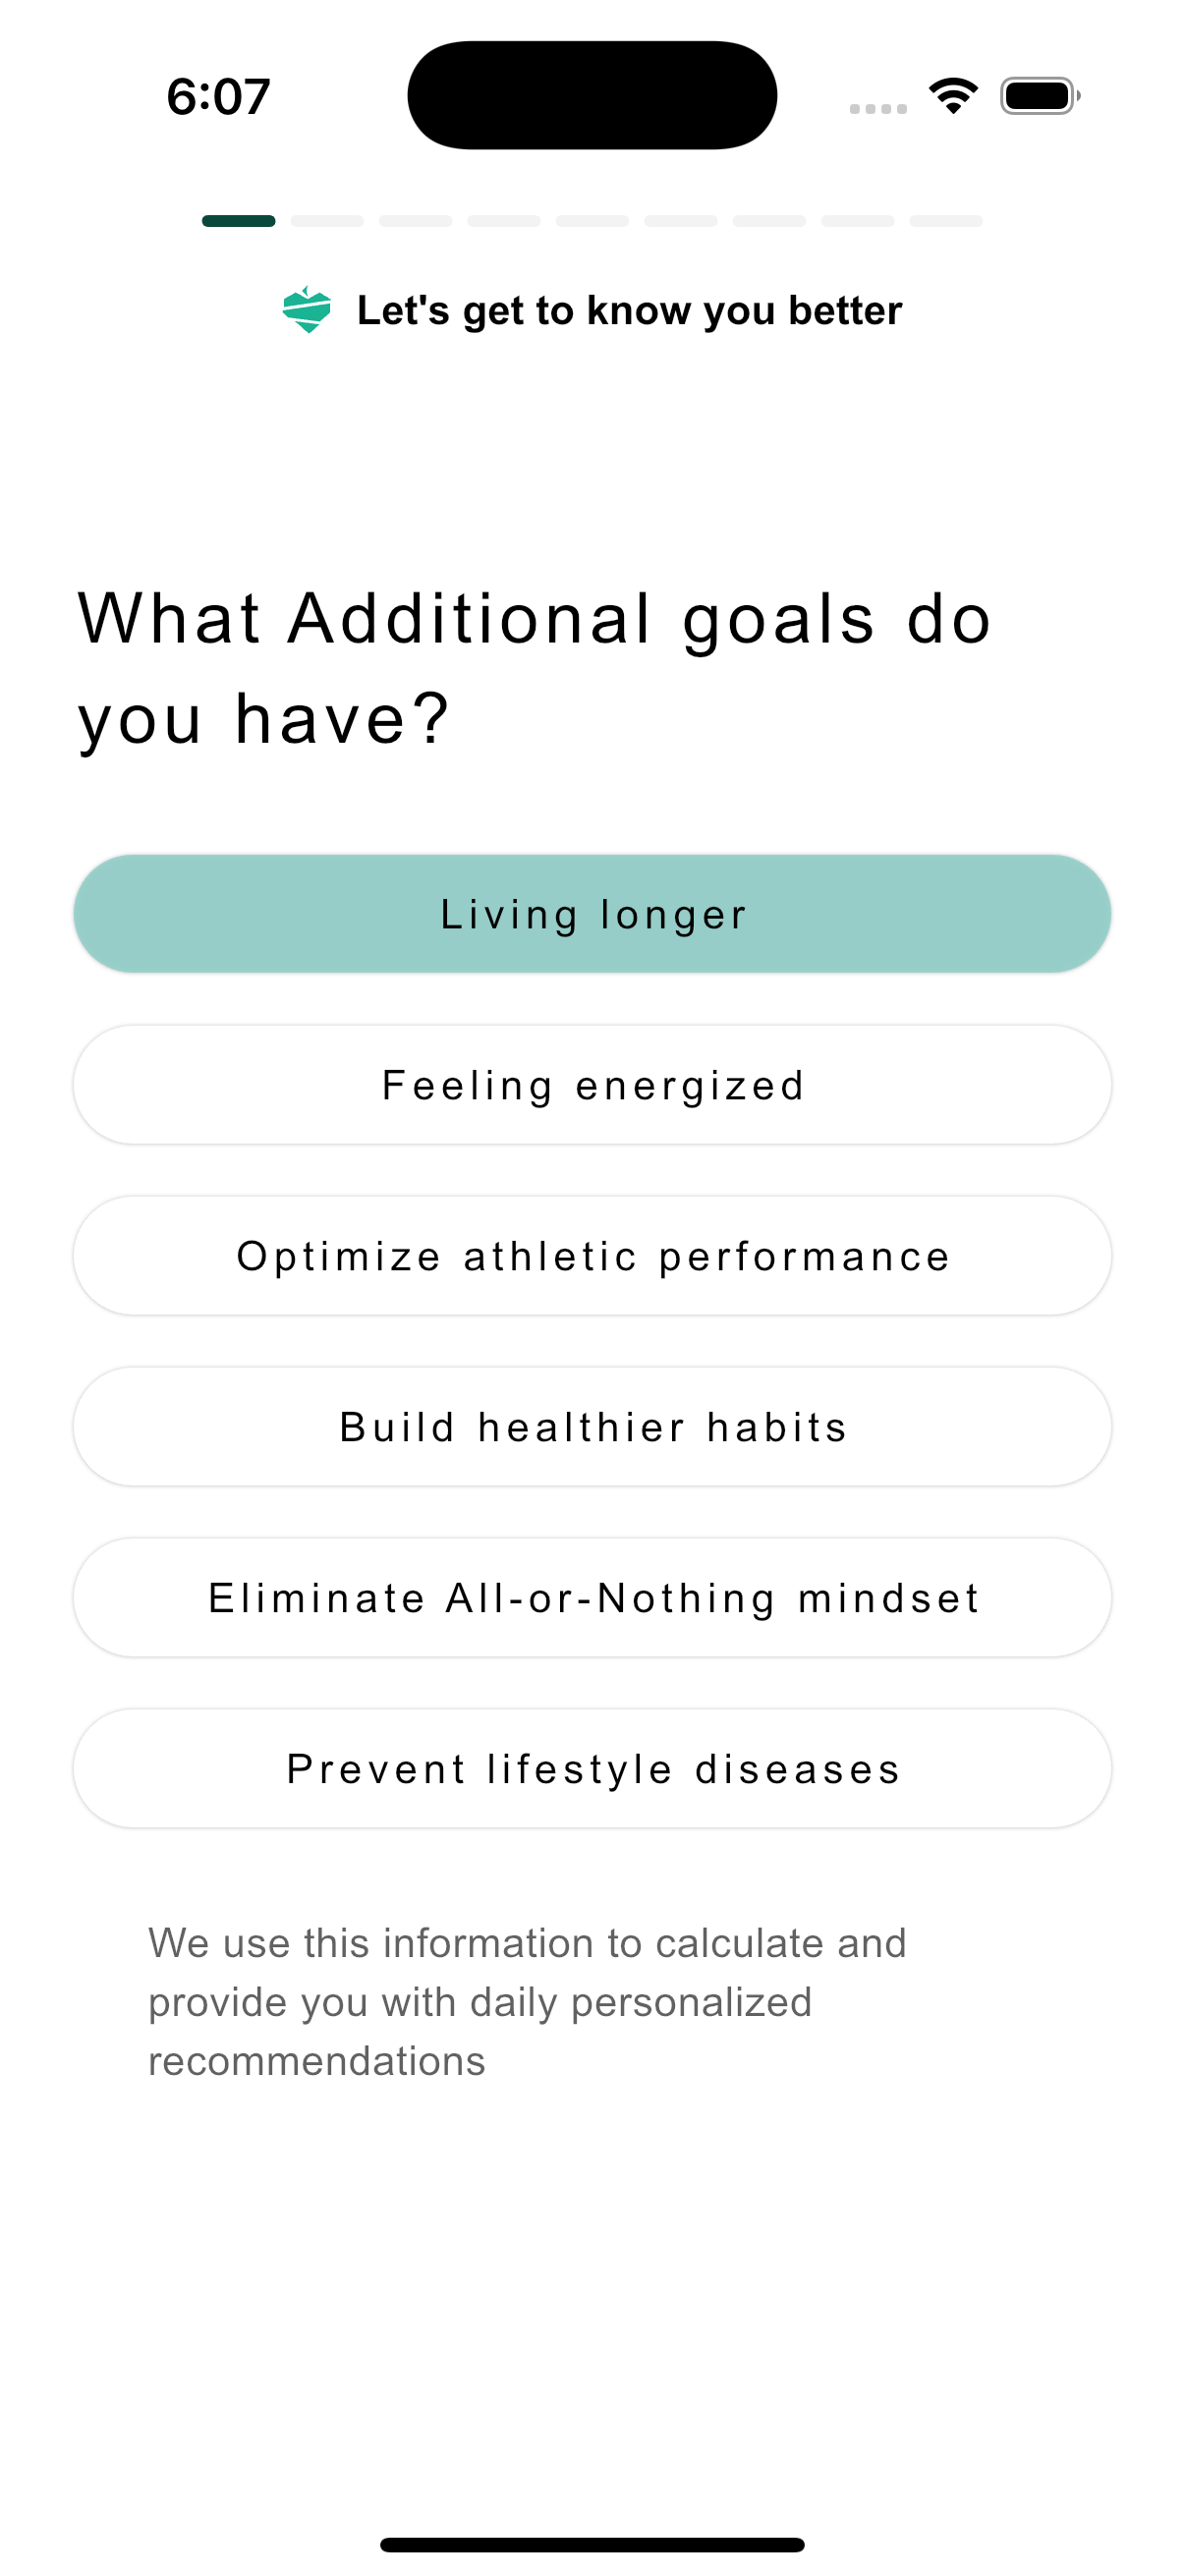 6:07
Let's get to know you better
What Additional goals do
you have?
Living longer
Feeling energized
Optimize athletic performance
Build healthier habits
Eliminate All-or-Nothing mindset
Prevent lifestyle diseases
We use this information to calculate and
provide you with daily personalized
recommendations